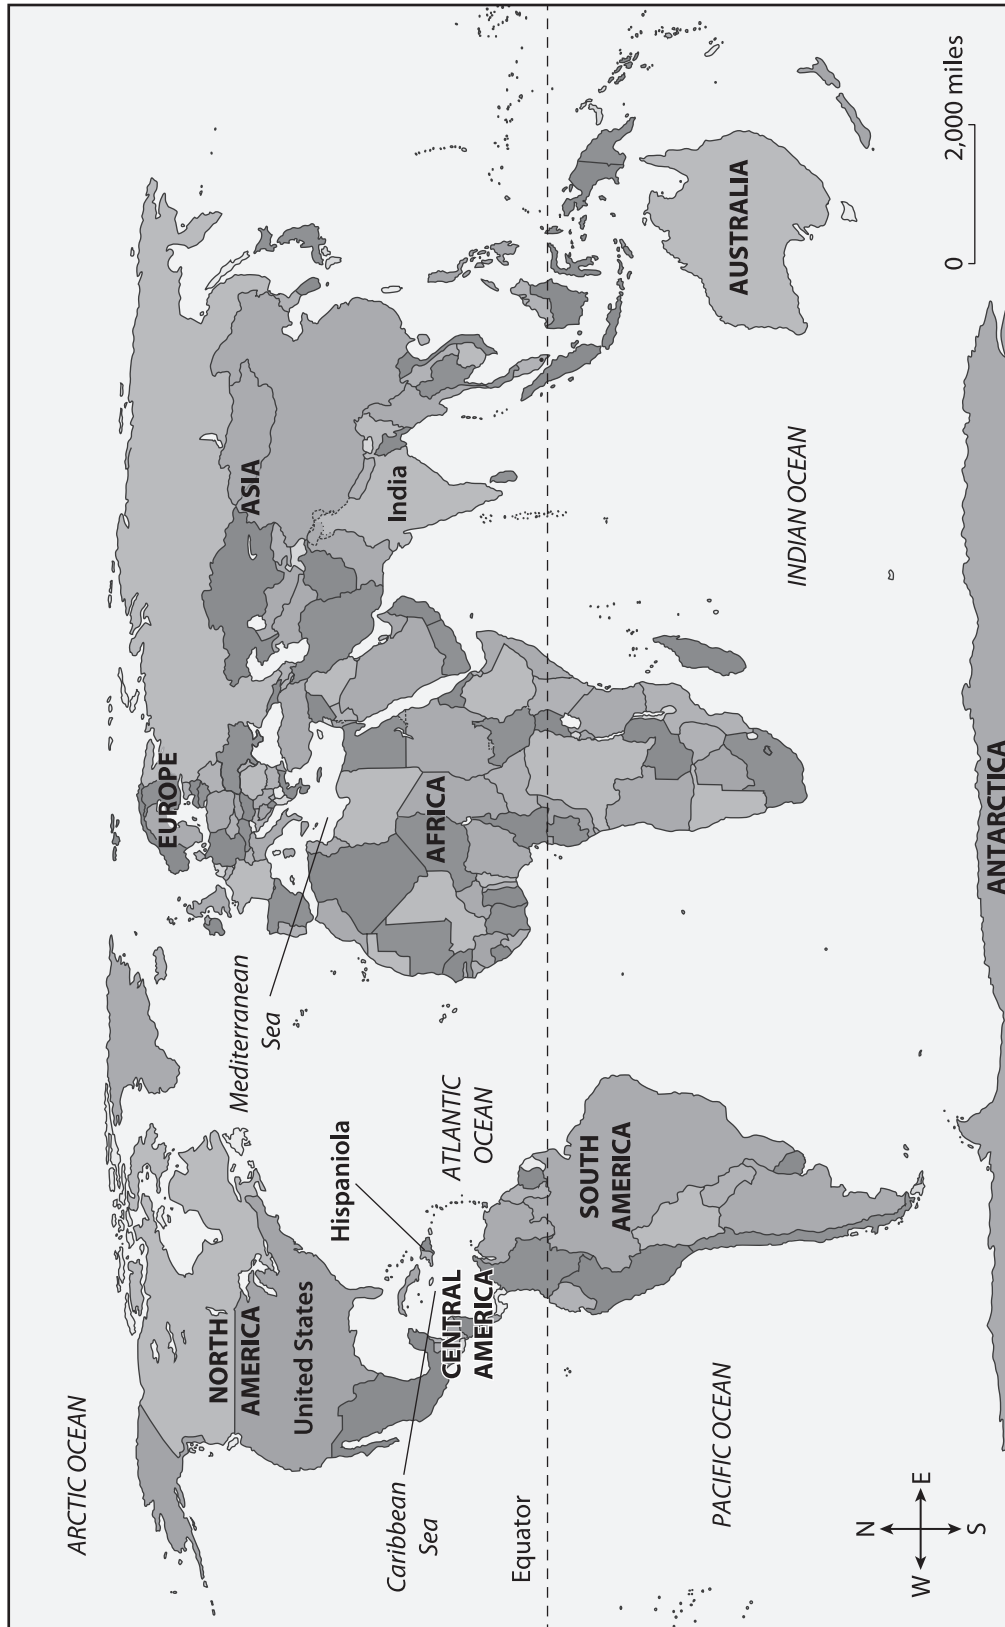 ARCTIC OCEAN
NORTH
AMERICA
United States
Hispaniola
Mediterranean
Sea
EUROPE
ASIA
India
AFRICA
Caribbean
Sea
CENTRAL
AMERICA
ATLANTIC
OCEAN
Equator
SOUTH
AMERICA
PACIFIC OCEAN
INDIAN OCEAN
AUSTRALIA
ANTARCTICA
N
W
E
S
0
2,000 miles